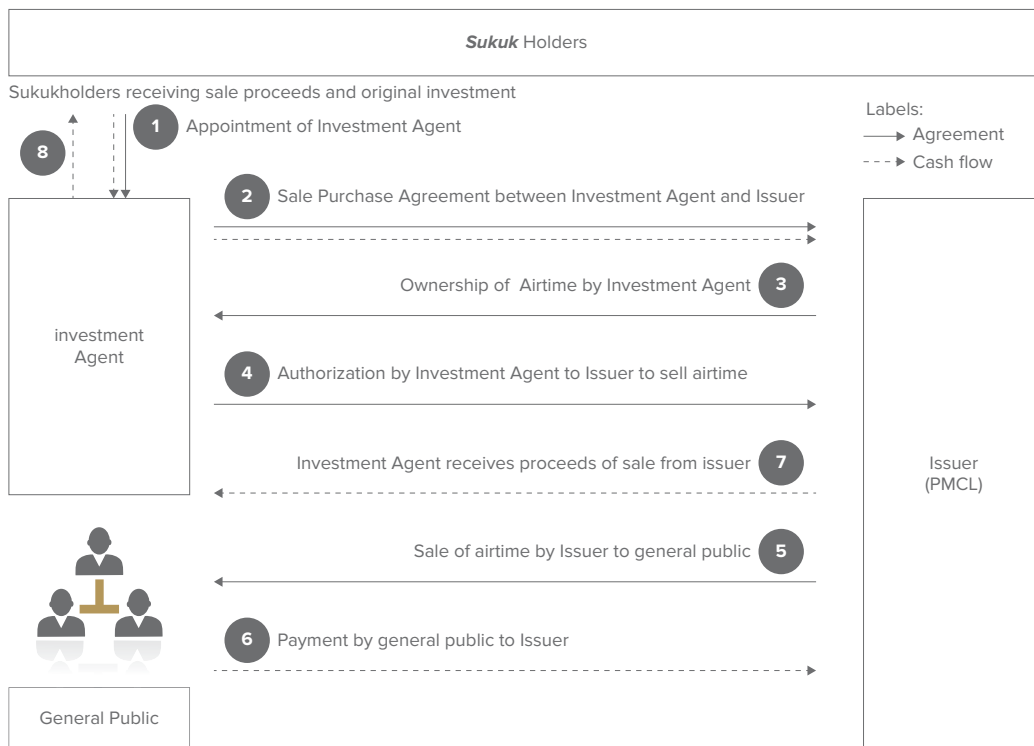 Sukuk Holders
Sukukholders receiving sale proceeds and original investment
Labels:
Agreement
Cash flow
1 Appointment of Investment Agent
8
2 Sale Purchase Agreement between Investment Agent and Issuer
Ownership of Airtime by Investment Agent 3
investment
Agent
4 Authorization by Investment Agent to Issuer to sell airtime
Investment Agent receives proceeds of sale from issuer 7
Issuer
(PMCL)
Sale of airtime by Issuer to general public 5
6 Payment by general public to Issuer
General Public